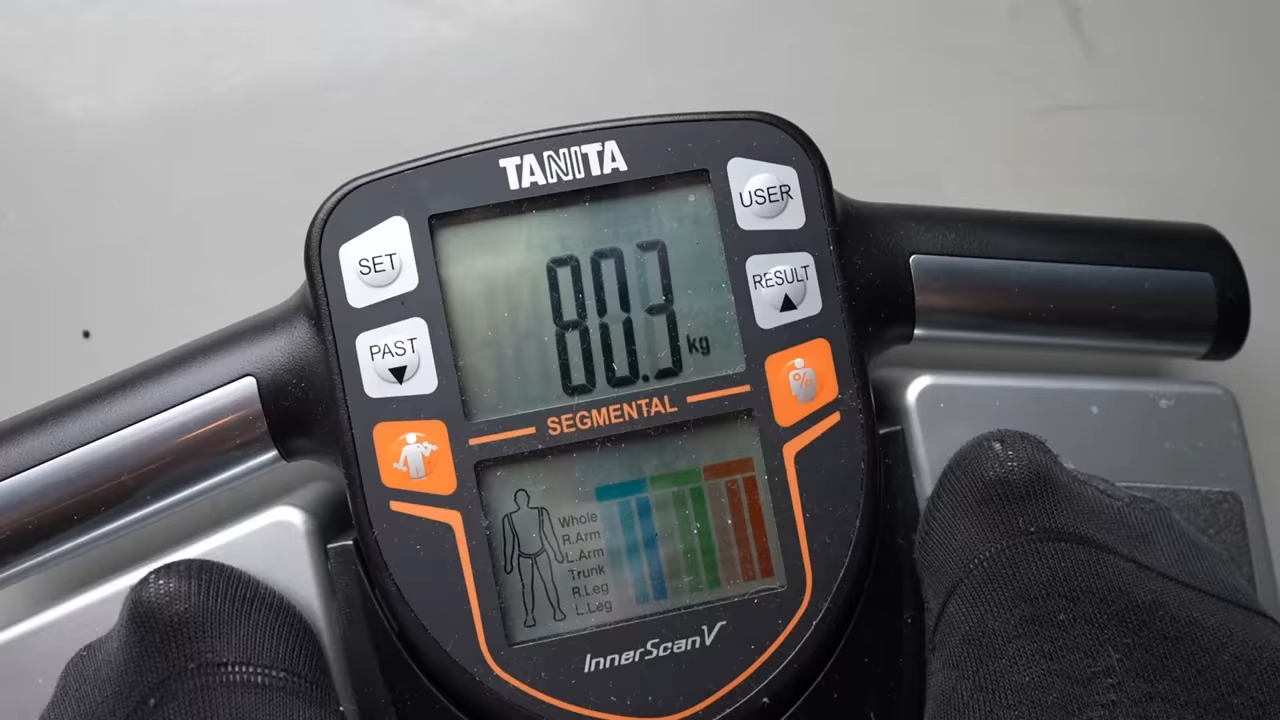 TANITA
SET
USER
PAST
RESULT
80.3 kg
SEGMENTAL
%
Whole
R.Arm
L.Arm
Trunk
R.Leg
L.Leg
InnerScanV